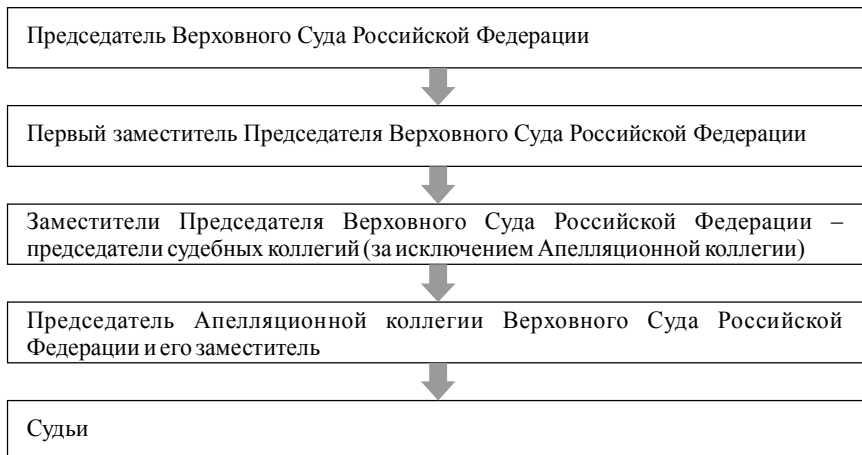 Председатель Верховного Суда Российской Федерации
Первый заместитель Председателя Верховного Суда Российской Федерации
Заместители Председателя Верховного Суда Российской Федерации –
председатели судебных коллегий (за исключением Апелляционной коллегии)
Председатель Апелляционной коллегии Верховного Суда Российской
Федерации и его заместитель
Судьи